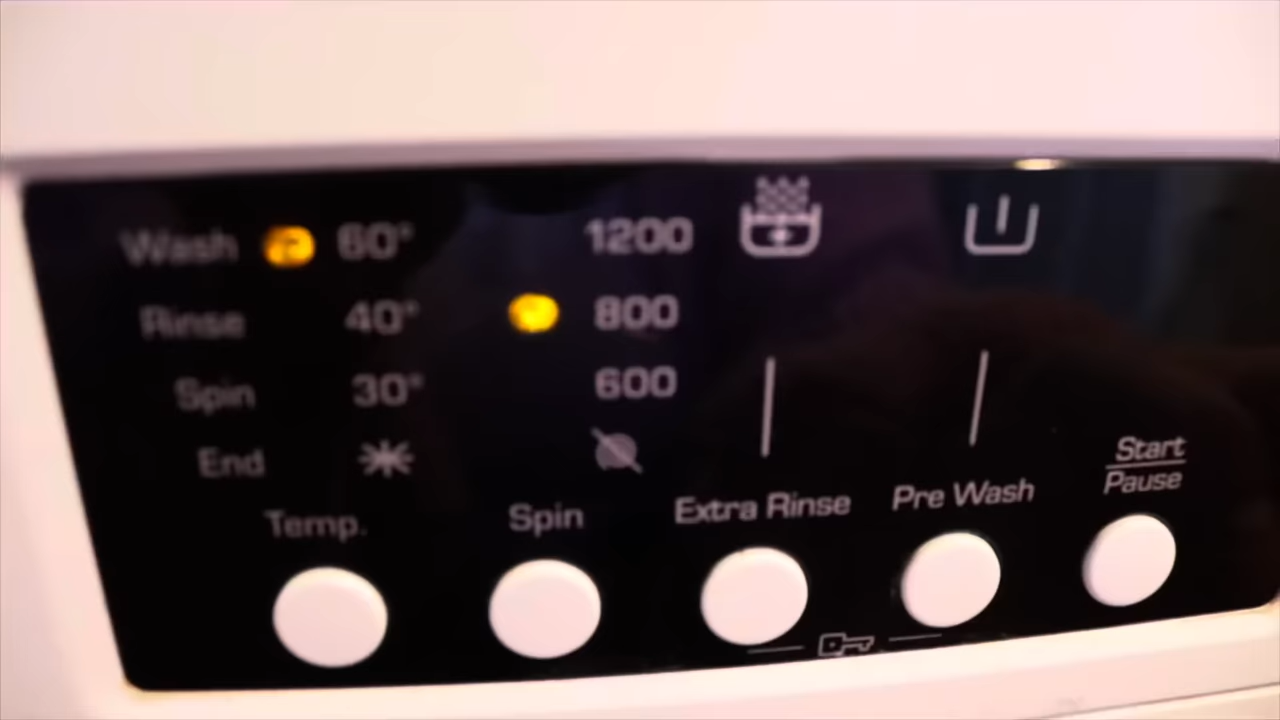 Wash 60° 1200
Rinse 40° 800
Spin 30° 600
End
Temp. Spin Extra Rinse Pre Wash Start
Pause